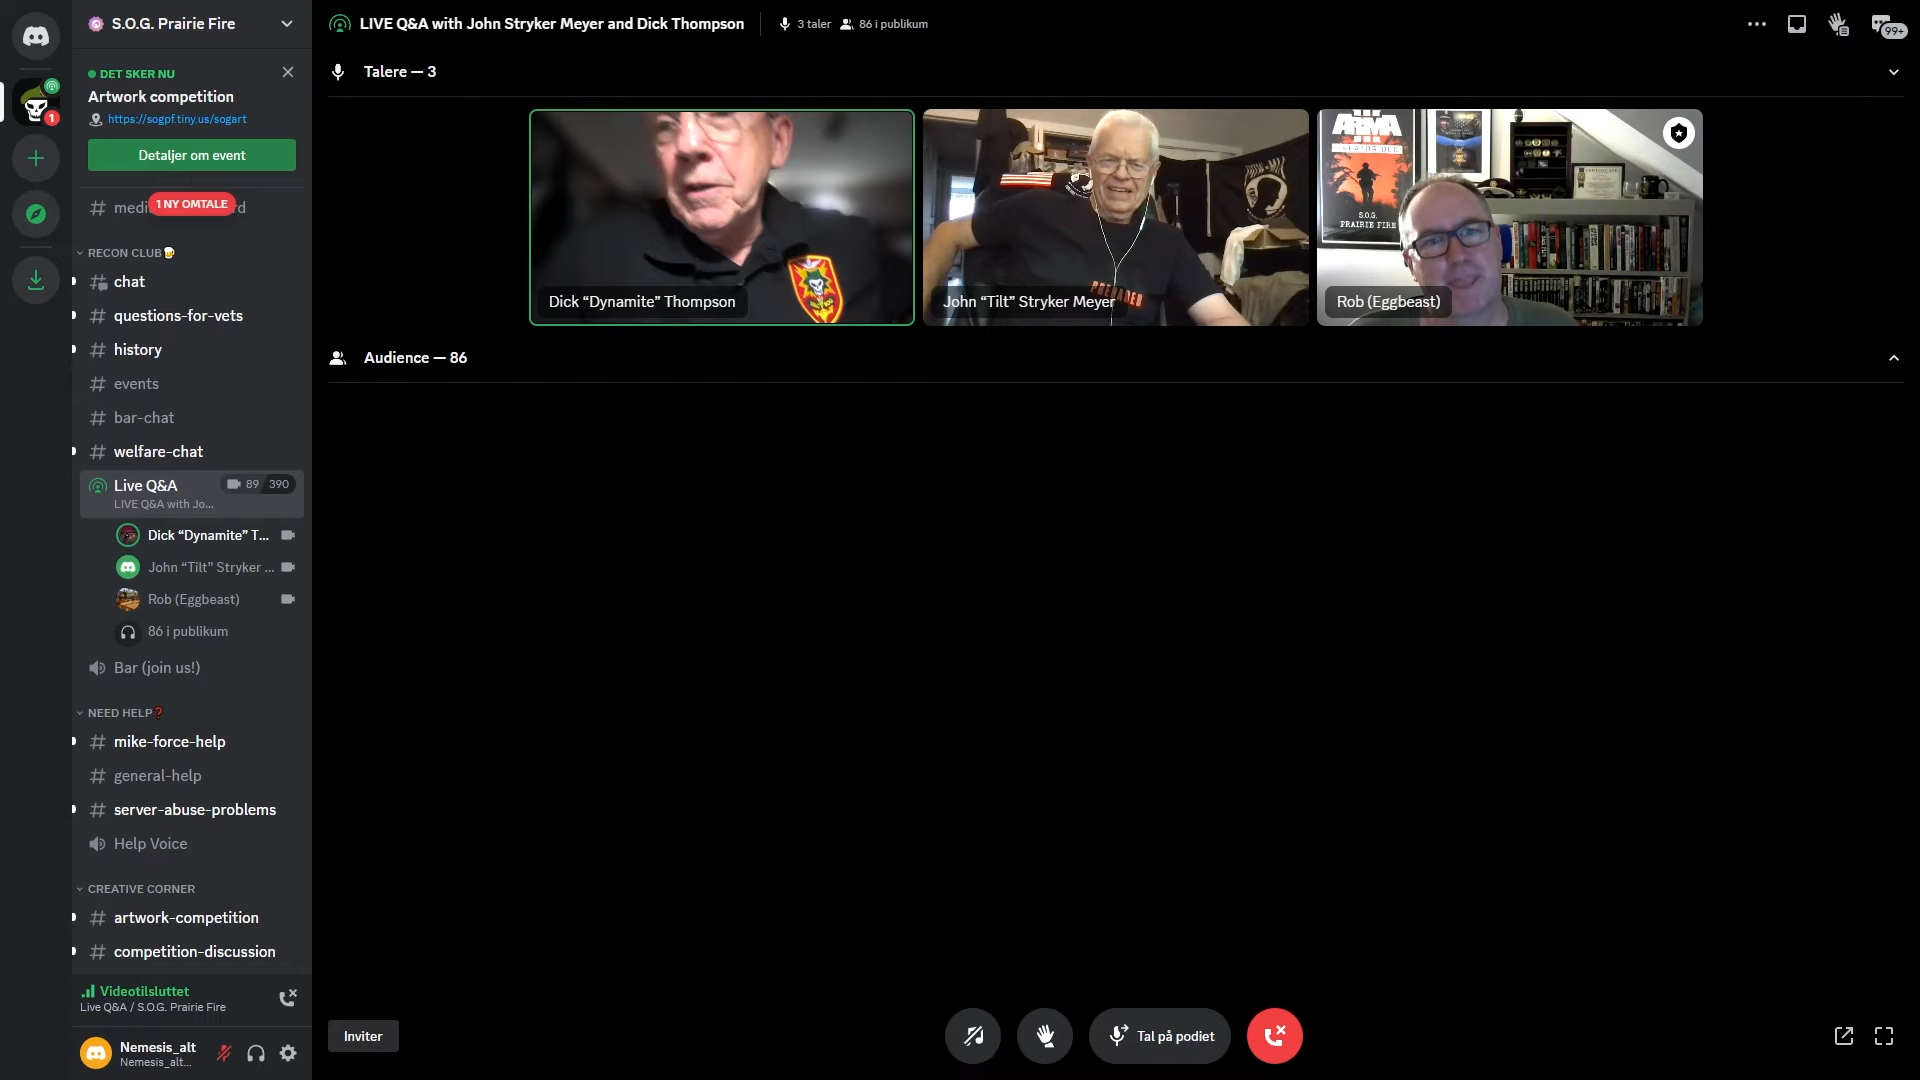 S.O.G. Prairie Fire
DET SKER NU
Artwork competition
https://sogpf.tiny.us/sogart
Detaljer om event
1 NY OMTALE
RECON CLUB🍺
chat
questions-for-vets
history
events
bar-chat
welfare-chat
Live Q&A
89 390
LIVE Q&A with Jo...
Dick “Dynamite” T...
John “Tilt” Stryker ...
Rob (Eggbeast)
86 i publikum
Bar (join us!)
NEED HELP❓
mike-force-help
general-help
server-abuse-problems
Help Voice
CREATIVE CORNER
artwork-competition
competition-discussion
Videotilsluttet
Live Q&A / S.O.G. Prairie Fire
Nemesis_alt
Nemesis_alt...
1
LIVE Q&A with John Stryker Meyer and Dick Thompson
3 taler
86 i publikum
99+
Talere — 3
Dick “Dynamite” Thompson
John “Tilt” Stryker Meyer
Rob (Eggbeast)
ARMA
S.O.G.
PRAIRIE FIRE
Audience — 86
Inviter
Tal på podiet